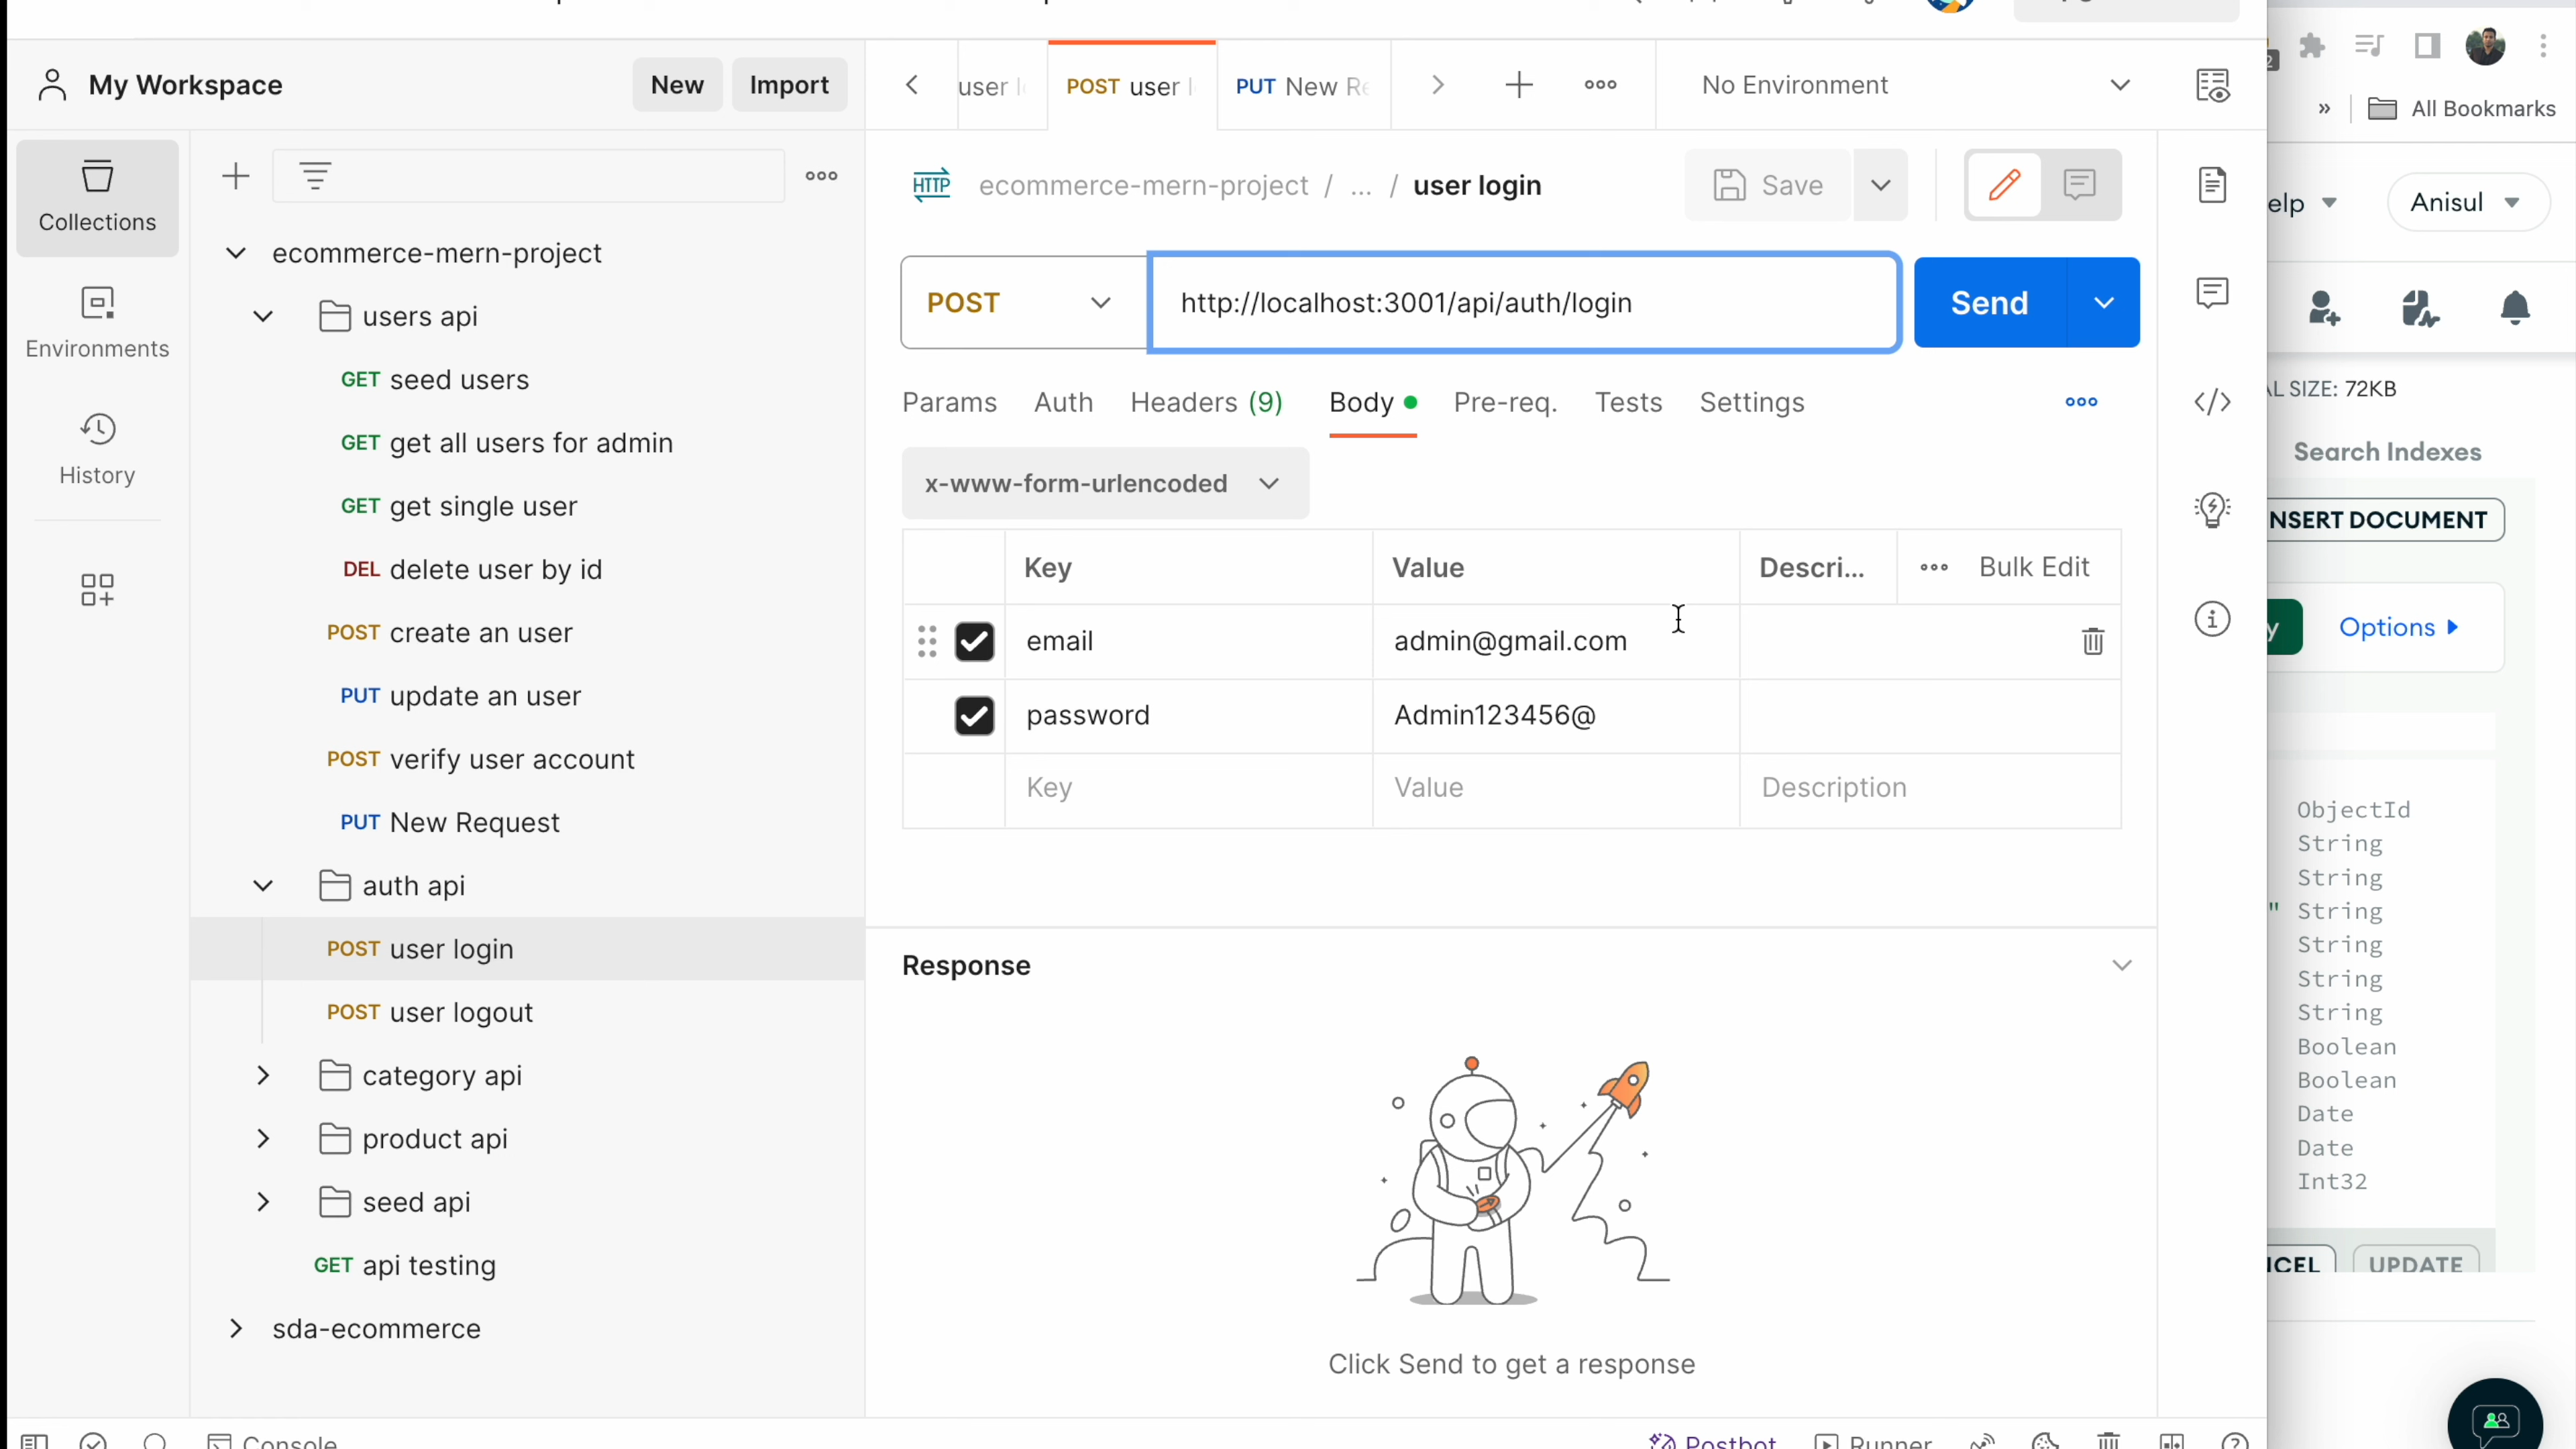 My Workspace
New
Import
POST user
PUT New Re
No Environment
All Bookmarks
Collections
Environments
History
ecommerce-mern-project
users api
GET seed users
GET get all users for admin
GET get single user
DEL delete user by id
POST create an user
PUT update an user
POST verify user account
PUT New Request
auth api
POST user login
POST user logout
category api
product api
seed api
GET api testing
sda-ecommerce
HTTP ecommerce-mern-project / ... / user login
Save
POST
http://localhost:3001/api/auth/login
Send
Params
Auth
Headers (9)
Body
Pre-req.
Tests
Settings
x-www-form-urlencoded
Key
Value
Descri...
Bulk Edit
email
admin@gmail.com
password
Admin123456@
Key
Value
Description
Response
Click Send to get a response
Console
Postbot
Runner
elp
Anisul
AL SIZE: 72KB
Search Indexes
NSERT DOCUMENT
y
Options
ObjectId
String
String
" String
String
String
String
Boolean
Boolean
Date
Date
Int32
NCEL
UPDATE